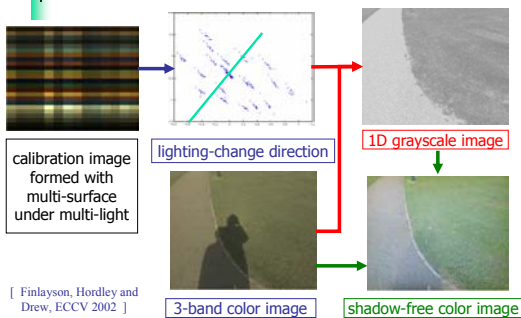 calibration image
formed with
multi-surface
under multi-light
lighting-change direction
1D grayscale image
[ Finlayson, Hordley and
Drew, ECCV 2002 ]
3-band color image
shadow-free color image